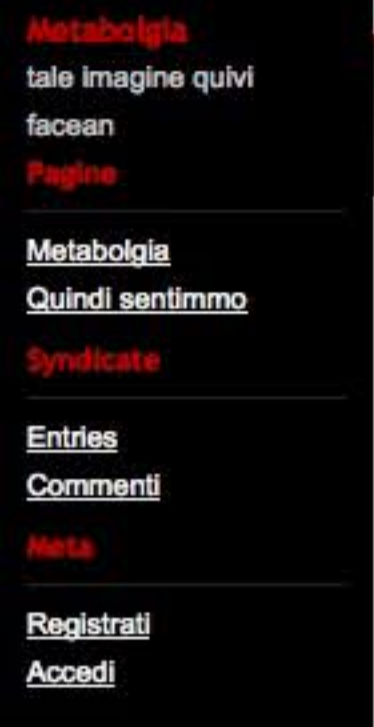 Metabolgia
tale imagine quivi
facean
Pagine
Metabolgia
Quindi sentimmo
Syndicate
Entries
Commenti
Meta
Registrati
Accedi